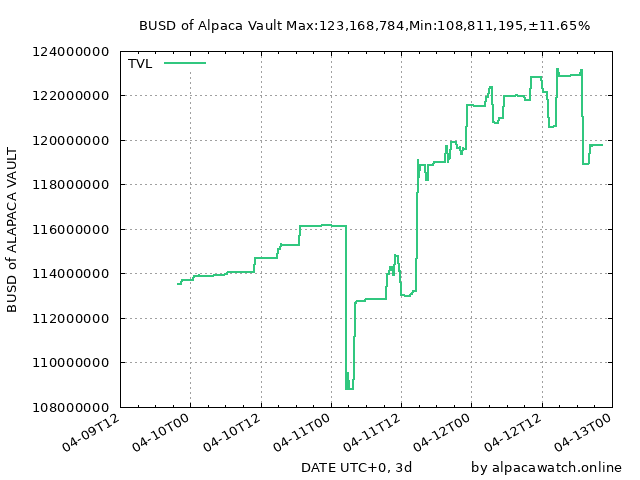 BUSD of Alpaca Vault Max:123,168,784,Min:108,811,195,±11.65%
TVL
124000000
122000000
120000000
118000000
116000000
114000000
112000000
110000000
108000000
BUSD of ALAPACA VAULT
04-09T12
04-10T00
04-10T12
04-11T00
04-11T12
04-12T00
04-12T12
04-13T00
DATE UTC+0, 3d
by alpacawatch.online